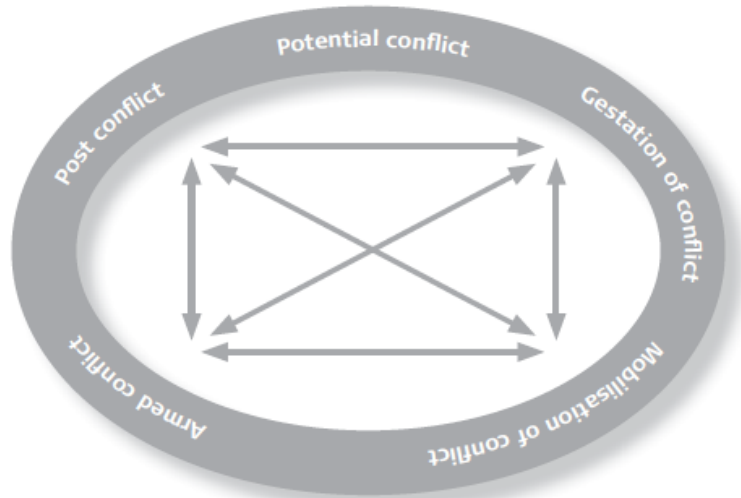 Potential conflict
Gestation of conflict
Mobilisation of conflict
Armed conflict
Post conflict